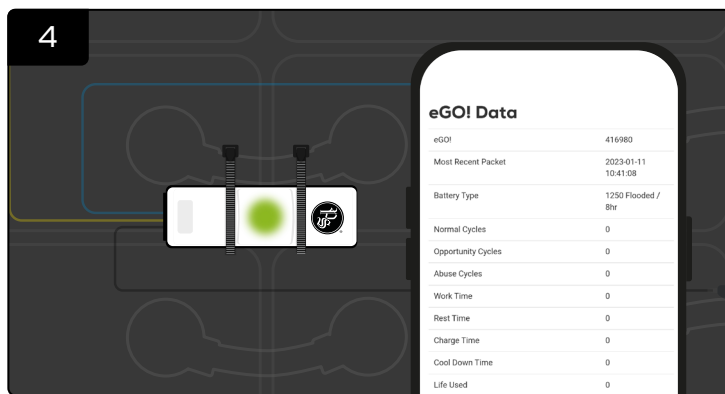 4
eGO! Data
eGO! 416980
Most Recent Packet 2023-01-11
10:41:08
Battery Type 1250 Flooded /
8hr
Normal Cycles 0
Opportunity Cycles 0
Abuse Cycles 0
Work Time 0
Rest Time 0
Charge Time 0
Cool Down Time 0
Life Used 0